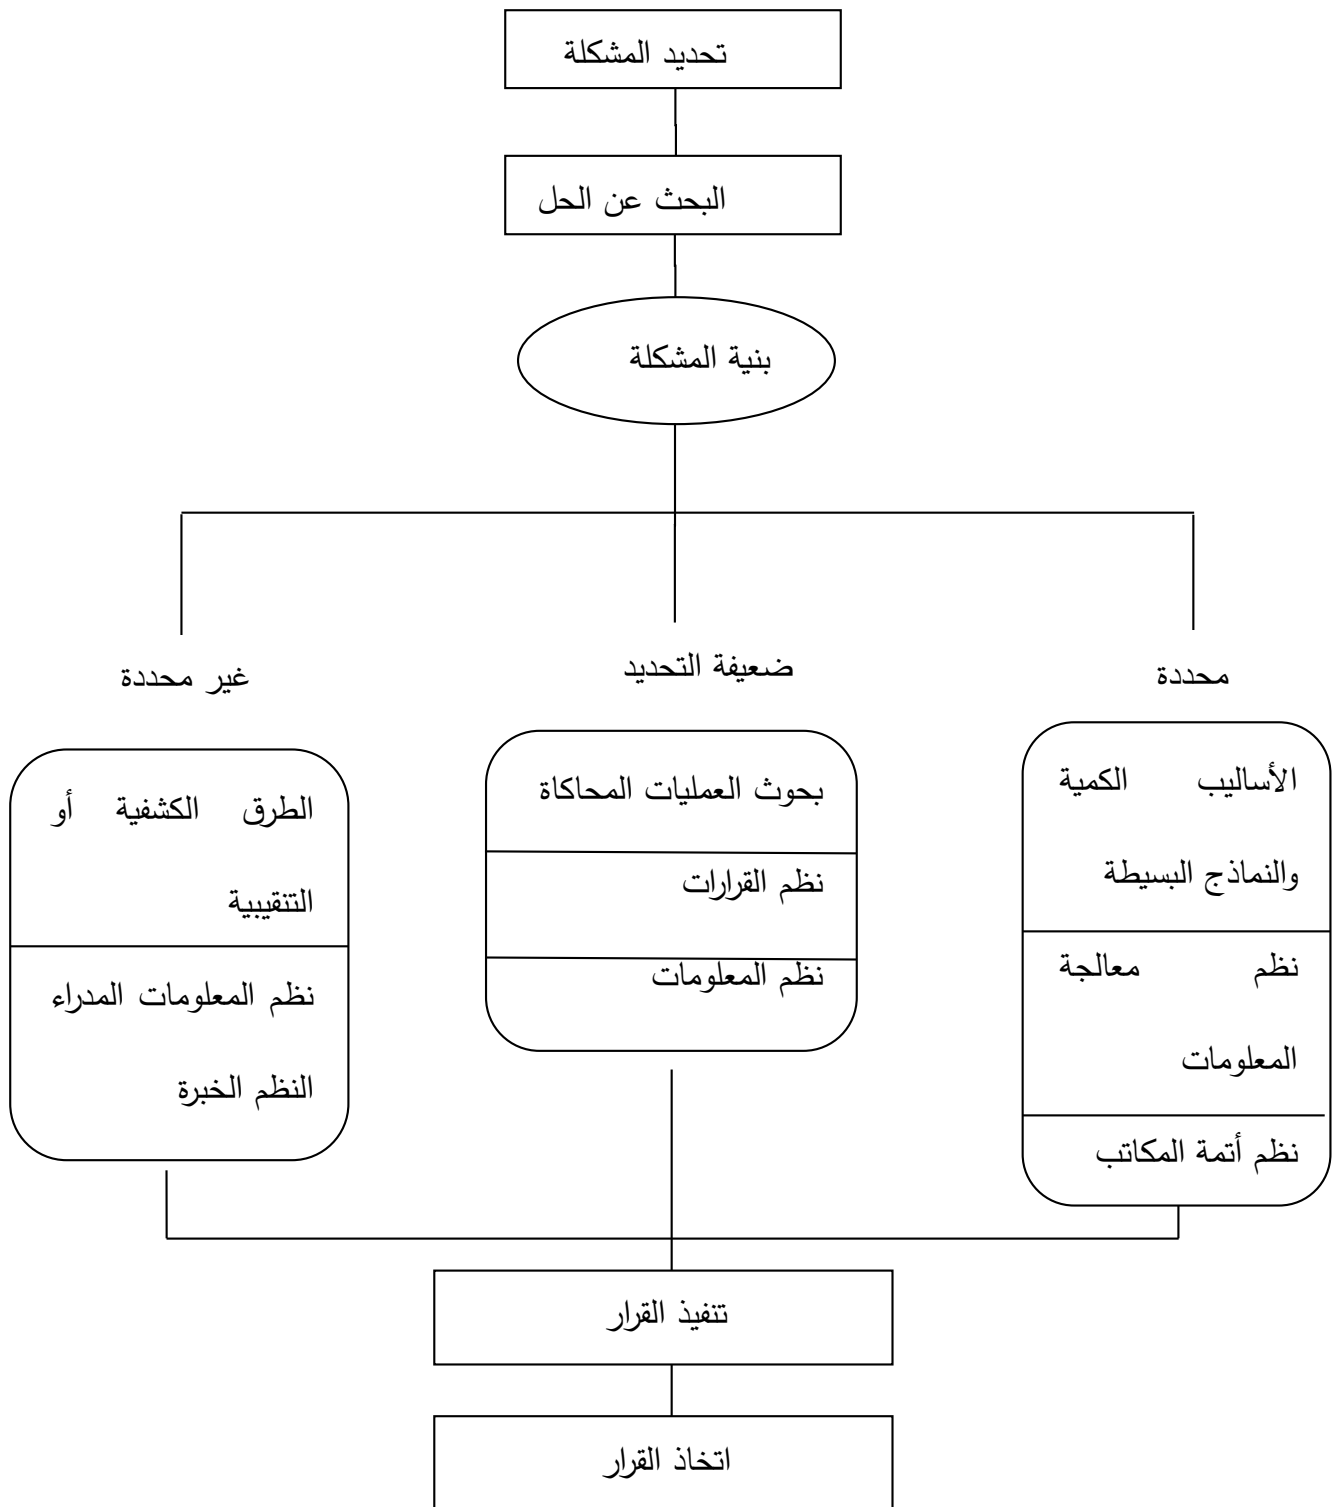 تحديد المشكلة
البحث عن الحل
بنية المشكلة
محددة
ضعيفة التحديد
غير محددة
الأساليب الكمية
والنماذج البسيطة
نظم معالجة
المعلومات
نظم أتمة المكاتب
بحوث العمليات المحاكاة
نظم القرارات
نظم المعلومات
الطرق الكشفية أو
التنقيبية
نظم المعلومات المدراء
النظم الخبرة
تنفيذ القرار
اتخاذ القرار